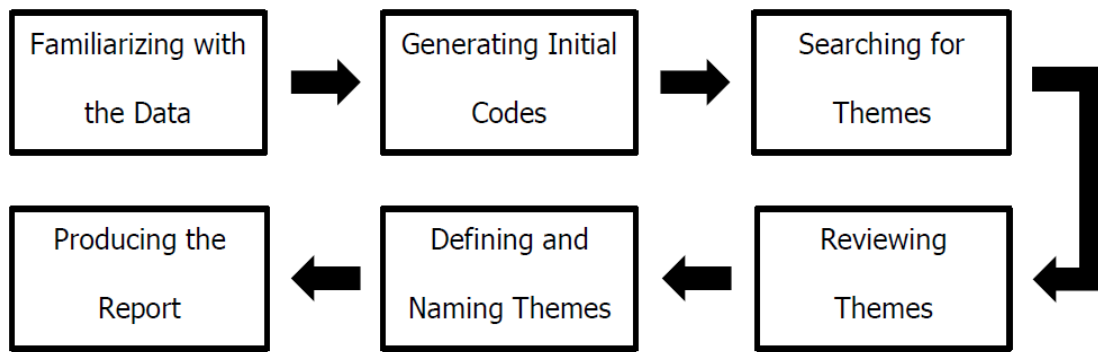 Familiarizing with
the Data
Generating Initial
Codes
Searching for
Themes
Reviewing
Themes
Defining and
Naming Themes
Producing the
Report